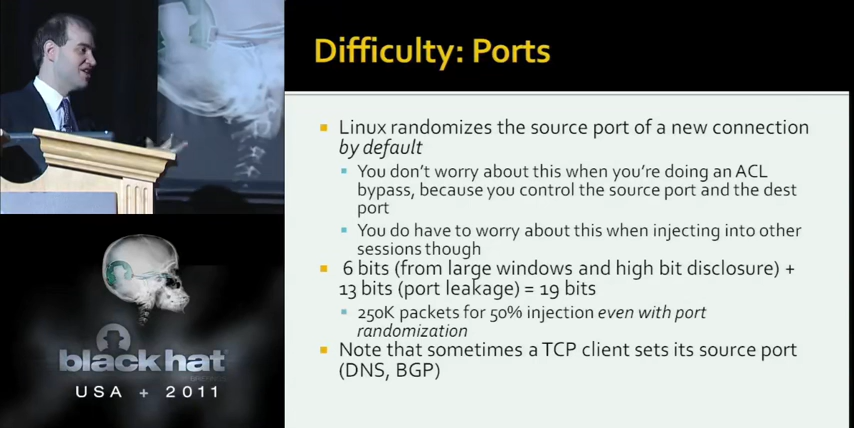 Difficulty: Ports
Linux randomizes the source port of a new connection
by default
You don't worry about this when you're doing an ACL
bypass, because you control the source port and the dest
port
You do have to worry about this when injecting into other
sessions though
6 bits (from large windows and high bit disclosure) +
13 bits (port leakage) = 19 bits
250K packets for 50% injection even with port
randomization
Note that sometimes a TCP client sets its source port
(DNS, BGP)
black hat
USA + 2011